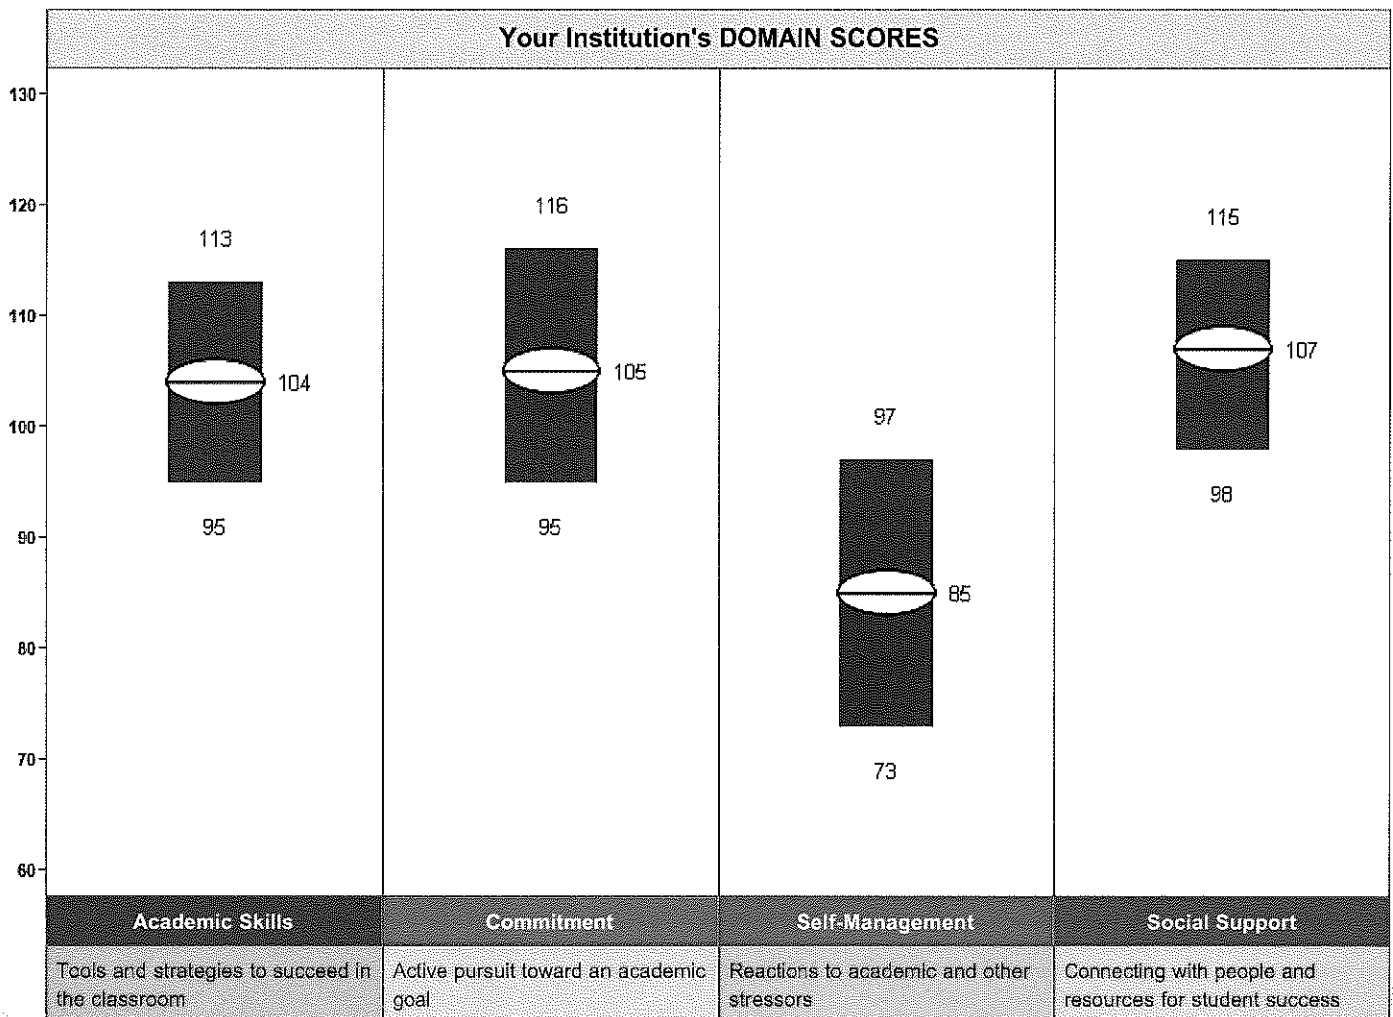 Your Institution's DOMAIN SCORES
130
120
110
100
90
80
70
60
113
104
95
116
105
95
97
85
73
115
107
98
Academic Skills
Commitment
Self-Management
Social Support
Tools and strategies to succeed in
the classroom
Active pursuit toward an academic
goal
Reactions to academic and other
stressors
Connecting with people and
resources for student success